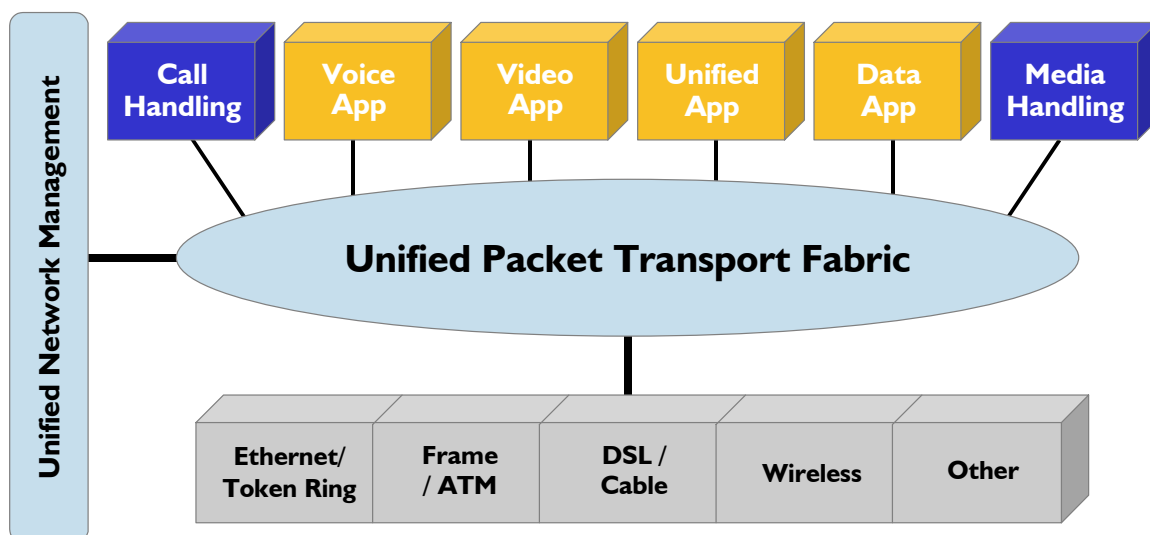 Unified Network Management
Call
Handling
Voice
App
Video
App
Unified
App
Data
App
Media
Handling
Unified Packet Transport Fabric
Ethernet/
Token Ring
Frame
/ ATM
DSL /
Cable
Wireless
Other